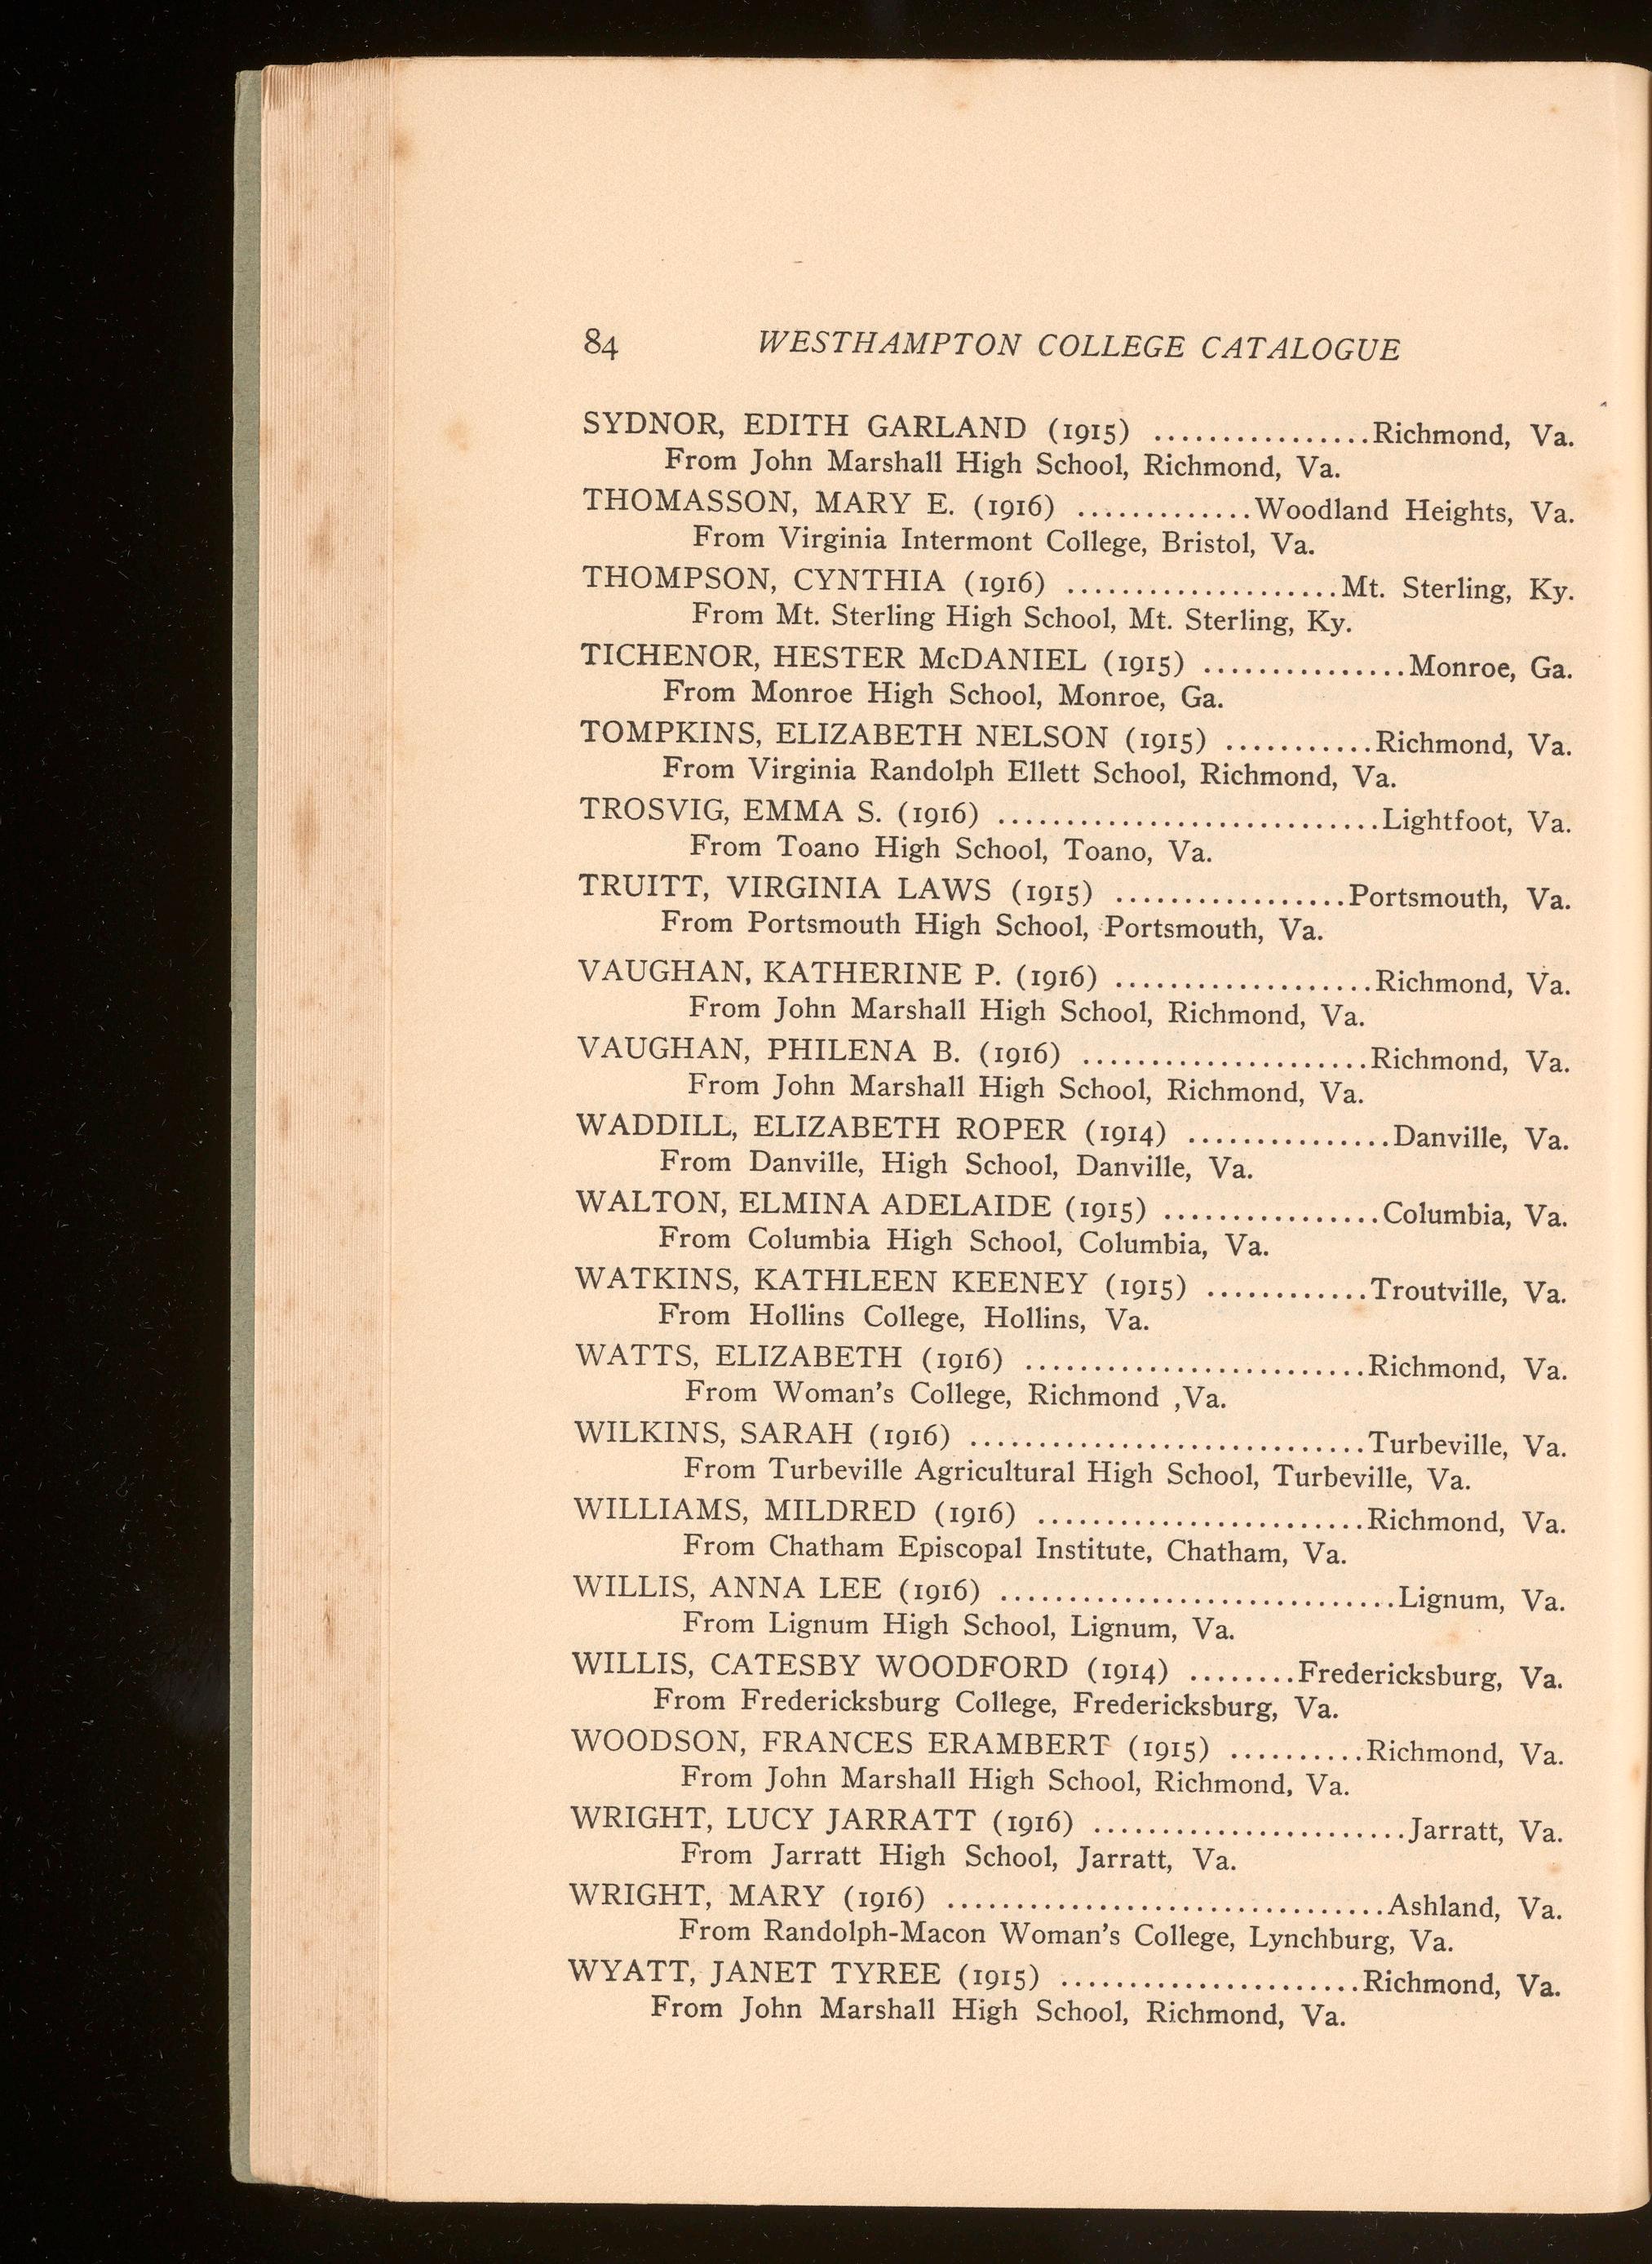 84 WESTHAMPTON COLLEGE CATALOGUE
SYDNOR, EDITH GARLAND (1915) ................Richmond, Va.
From John Marshall High School, Richmond, Va.
THOMASSON, MARY E. (1916) .............Woodland Heights, Va.
From Virginia Intermont College, Bristol, Va.
THOMPSON, CYNTHIA (1916) ....................Mt. Sterling, Ky.
From Mt. Sterling High School, Mt. Sterling, Ky.
TICHENOR, HESTER McDANIEL (1915) ...............Monroe, Ga.
From Monroe High School, Monroe, Ga.
TOMPKINS, ELIZABETH NELSON (1915) ...........Richmond, Va.
From Virginia Randolph Ellett School, Richmond, Va.
TROSVIG, EMMA S. (1916) ............................Lightfoot, Va.
From Toano High School, Toano, Va.
TRUITT, VIRGINIA LAWS (1915) .................Portsmouth, Va.
From Portsmouth High School, Portsmouth, Va.
VAUGHAN, KATHERINE P. (1916) ...................Richmond, Va.
From John Marshall High School, Richmond, Va.
VAUGHAN, PHILENA B. (1916) .....................Richmond, Va.
From John Marshall High School, Richmond, Va.
WADDILL, ELIZABETH ROPER (1914) ...............Danville, Va.
From Danville, High School, Danville, Va.
WALTON, ELMINA ADELAIDE (1915) ................Columbia, Va.
From Columbia High School, Columbia, Va.
WATKINS, KATHLEEN KEENEY (1915) ............Troutville, Va.
From Hollins College, Hollins, Va.
WATTS, ELIZABETH (1916) .........................Richmond, Va.
From Woman's College, Richmond ,Va.
WILKINS, SARAH (1916) .............................Turbeville, Va.
From Turbeville Agricultural High School, Turbeville, Va.
WILLIAMS, MILDRED (1916) ........................Richmond, Va.
From Chatham Episcopal Institute, Chatham, Va.
WILLIS, ANNA LEE (1916) .............................Lignum, Va.
From Lignum High School, Lignum, Va.
WILLIS, CATESBY WOODFORD (1914) ........Fredericksburg, Va.
From Fredericksburg College, Fredericksburg, Va.
WOODSON, FRANCES ERAMBERT (1915) ..........Richmond, Va.
From John Marshall High School, Richmond, Va.
WRIGHT, LUCY JARRATT (1916) .......................Jarratt, Va.
From Jarratt High School, Jarratt, Va.
WRIGHT, MARY (1916) ................................Ashland, Va.
From Randolph-Macon Woman's College, Lynchburg, Va.
WYATT, JANET TYREE (1915) ......................Richmond, Va.
From John Marshall High School, Richmond, Va.